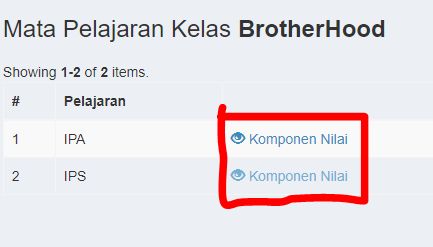 Mata Pelajaran Kelas BrotherHood
Showing 1-2 of 2 items.
# Pelajaran
1 IPA Komponen Nilai
2 IPS Komponen Nilai